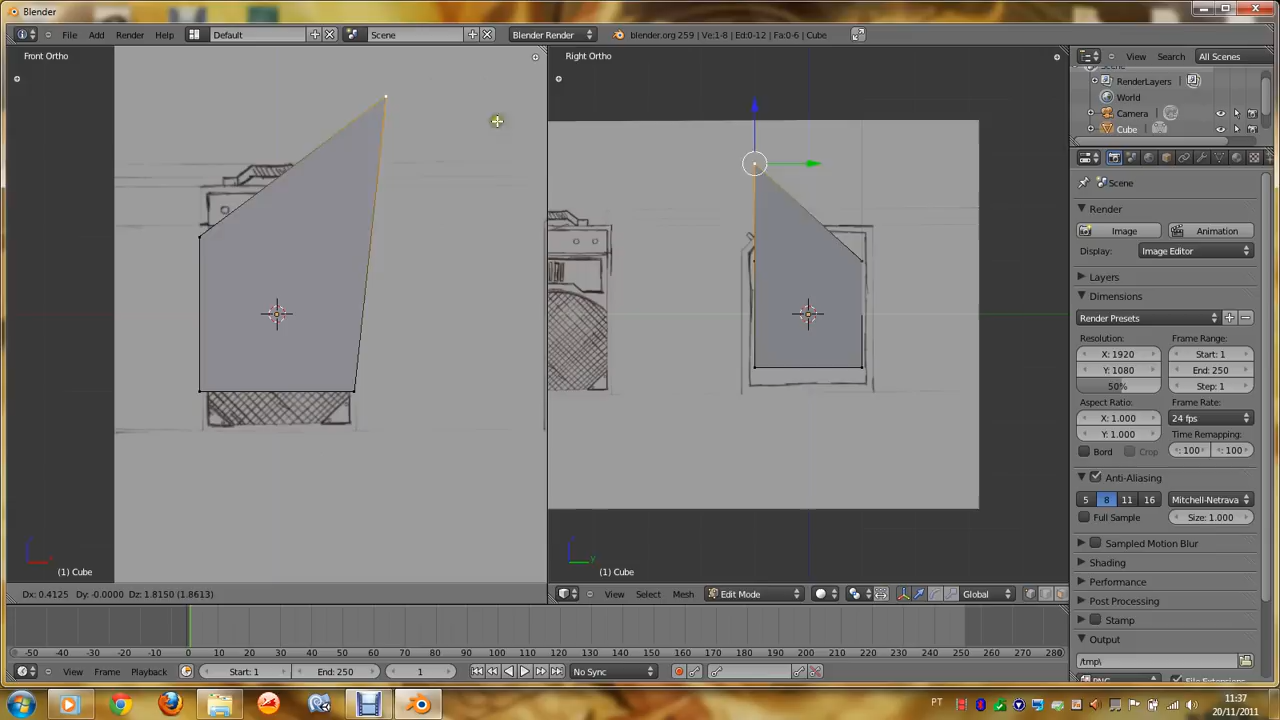 Blender
File Add Render Help Default Scene Blender Render blender.org 259 | Ve:1-8 | Ed:0-12 | Fa:0-6 | Cube
Front Ortho Right Ortho View Search All Scenes
RenderLayers
World
Camera
Cube
Scene
Render
Image Animation
Display: Image Editor
Layers
Dimensions
Render Presets
Resolution: Frame Range:
X: 1920 Start: 1
Y: 1080 End: 250
50% Step: 1
Aspect Ratio: Frame Rate:
X: 1.000 24 fps
Y: 1.000 Time Remapping:
Bord Crop : 100 : 100
Anti-Aliasing
5 8 11 16 Mitchell-Netrava
Full Sample Size: 1.000
Sampled Motion Blur
Shading
(1) Cube (1) Cube
Performance
Dx: 0.4125 Dy: -0.0000 Dz: 1.8150 (1.8613) View Select Mesh Edit Mode Global
Post Processing
Stamp
Output
-50 -40 -30 -20 -10 0 10 20 30 40 50 60 70 80 90 100 110 120 130 140 150 160 170 180 190 200 210 220 230 240 250 260 270 280
/tmp\
View Frame Playback Start: 1 End: 250 1 No Sync
PNG File Extensions
PT 11:37
20/11/2011